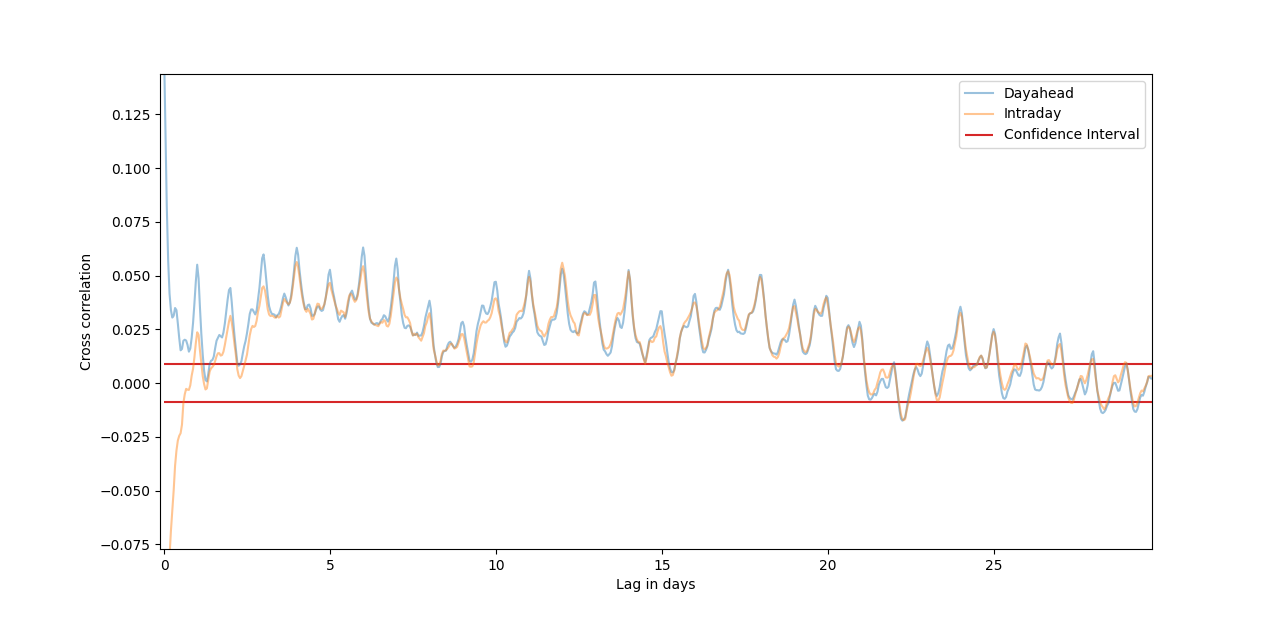 Dayahead
Intraday
Confidence Interval
0.125
0.100
0.075
0.050
0.025
0.000
−0.025
−0.050
−0.075
Cross correlation
0 5 10 15 20 25
Lag in days